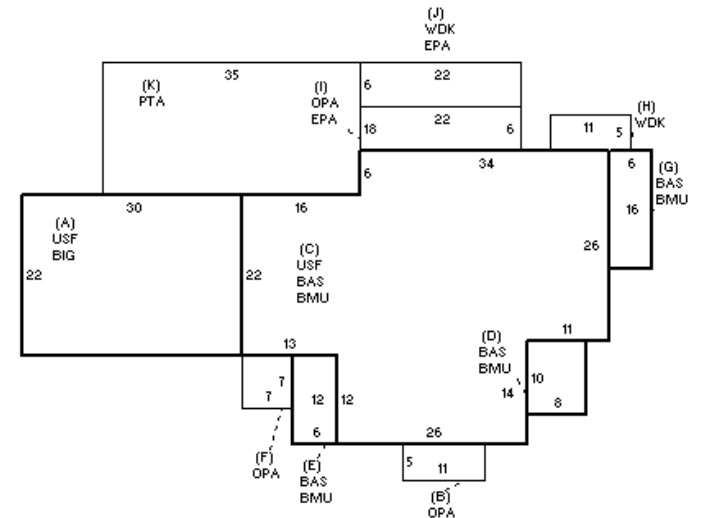 (J)
WDK
EPA
35
22
6
(K)
PTA
(I)
OPA
EPA
22
18
6
(H)
WDK
11
5
34
6
6
(G)
BAS
BMU
16
30
16
(A)
USF
BIG
22
22
(C)
USF
BAS
BMU
26
11
13
(D)
BAS
BMU
10
14
8
7
7
12
12
6
26
(F)
OPA
(E)
BAS
BMU
5
11
(B)
OPA